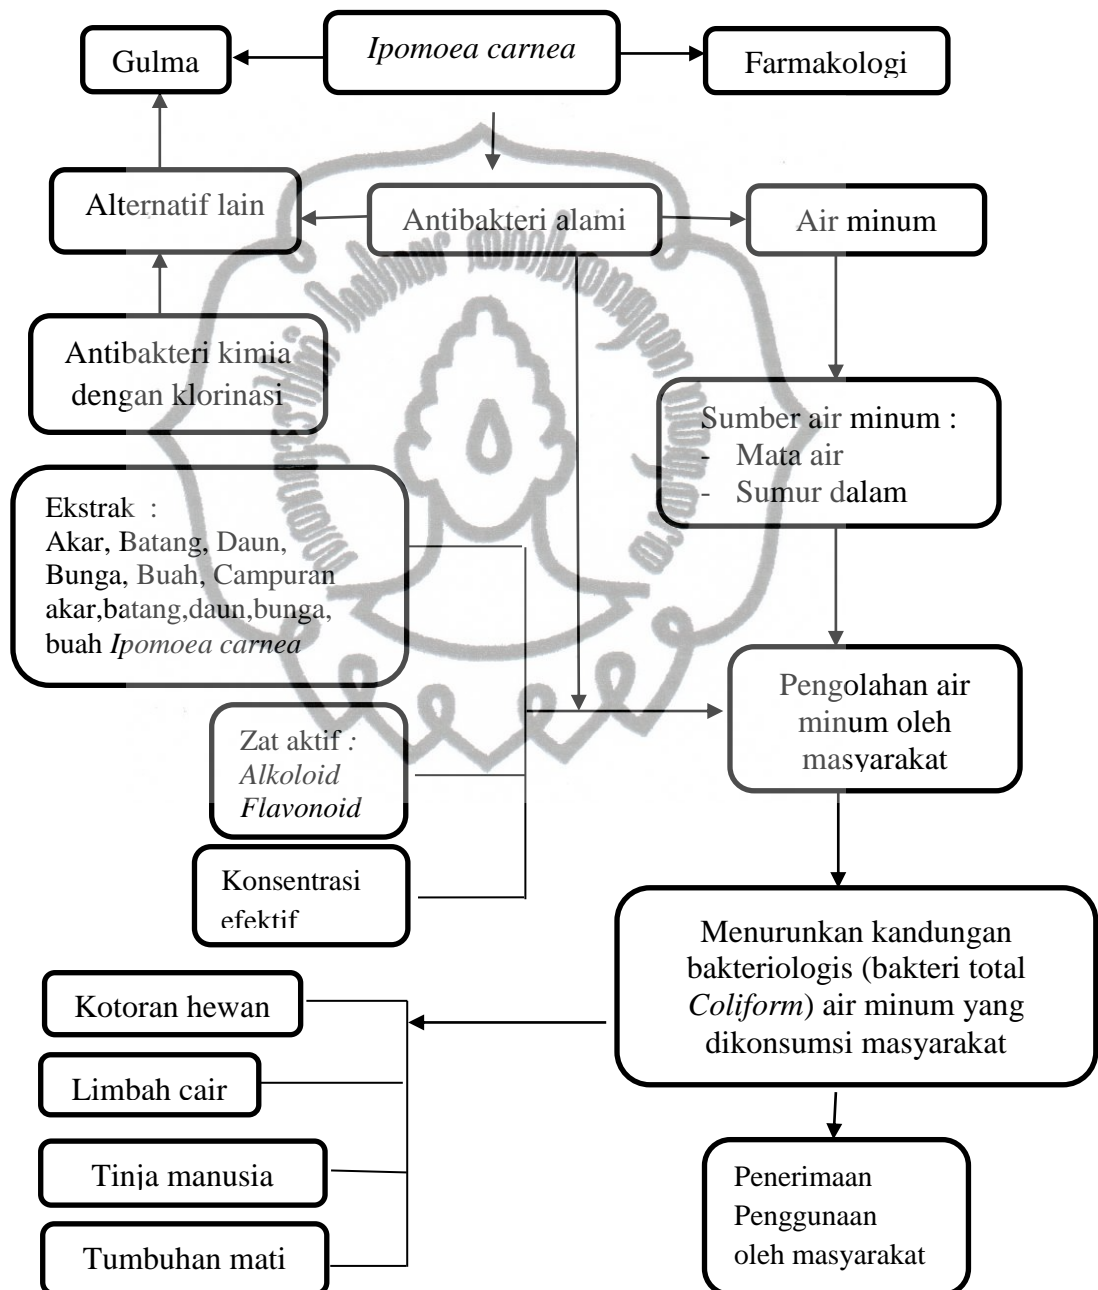 Ipomoea carnea
Gulma
Farmakologi
Alternatif lain
Antibakteri alami
Air minum
Antibakteri kimia
dengan klorinasi
Sumber air minum :
- Mata air
- Sumur dalam
Ekstrak :
Akar, Batang, Daun,
Bunga, Buah, Campuran
akar,batang,daun,bunga,
buah Ipomoea carnea
Pengolahan air
minum oleh
masyarakat
Zat aktif :
Alkoloid
Flavonoid
Konsentrasi
efektif
Menurunkan kandungan
bakteriologis (bakteri total
Coliform) air minum yang
dikonsumsi masyarakat
Kotoran hewan
Limbah cair
Tinja manusia
Tumbuhan mati
Penerimaan
Penggunaan
oleh masyarakat